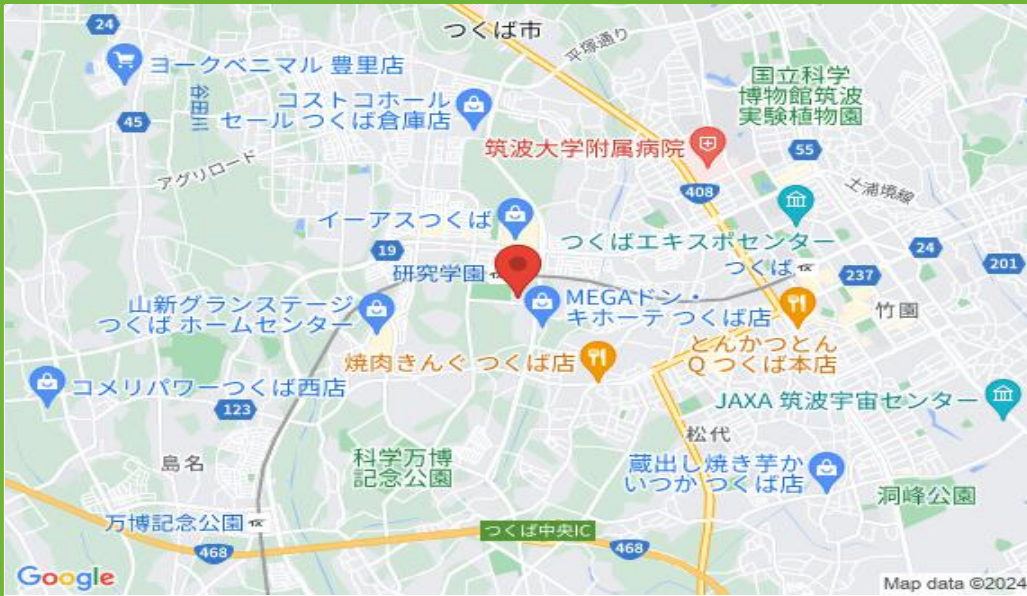 24
つくば市
平塚通り
ヨークベニマル 豊里店
谷田川
国立科学
博物館筑波
実験植物園
コストコホール
セール つくば倉庫店
45
筑波大学附属病院
55
アグリロード
408
土浦境線
イーアスつくば
19
つくばエキスポセンター
24
研究学園
つくば
237
201
山新グランステージ
つくば ホームセンター
MEGAドン・
キホーテ つくば店
竹園
焼肉きんぐ つくば店
とんかつとん
Q つくば本店
コメリパワーつくば西店
123
JAXA 筑波宇宙センター
松代
島名
科学万博
記念公園
蔵出し焼き芋か
いつか つくば店
洞峰公園
万博記念公園
つくば中央IC
468
468
Google
Map data ©2024